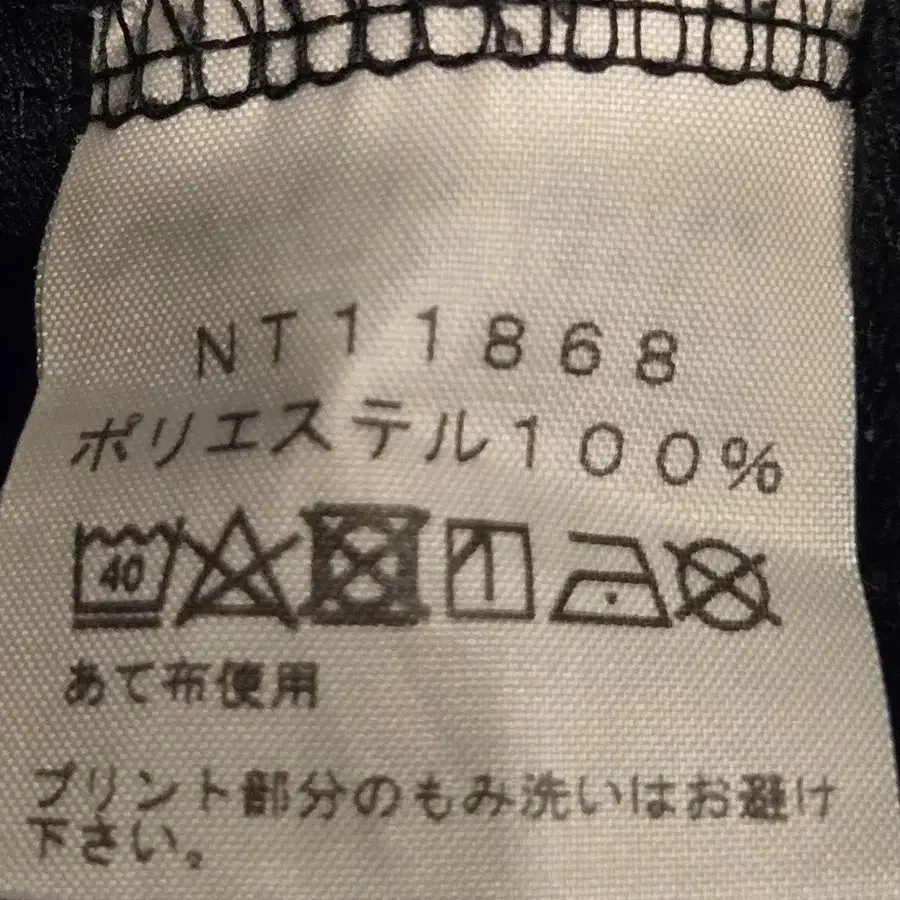 NT11868
ポリエステル100%
40
あて布使用
プリント部分のもみ洗いはお避け
下さい。